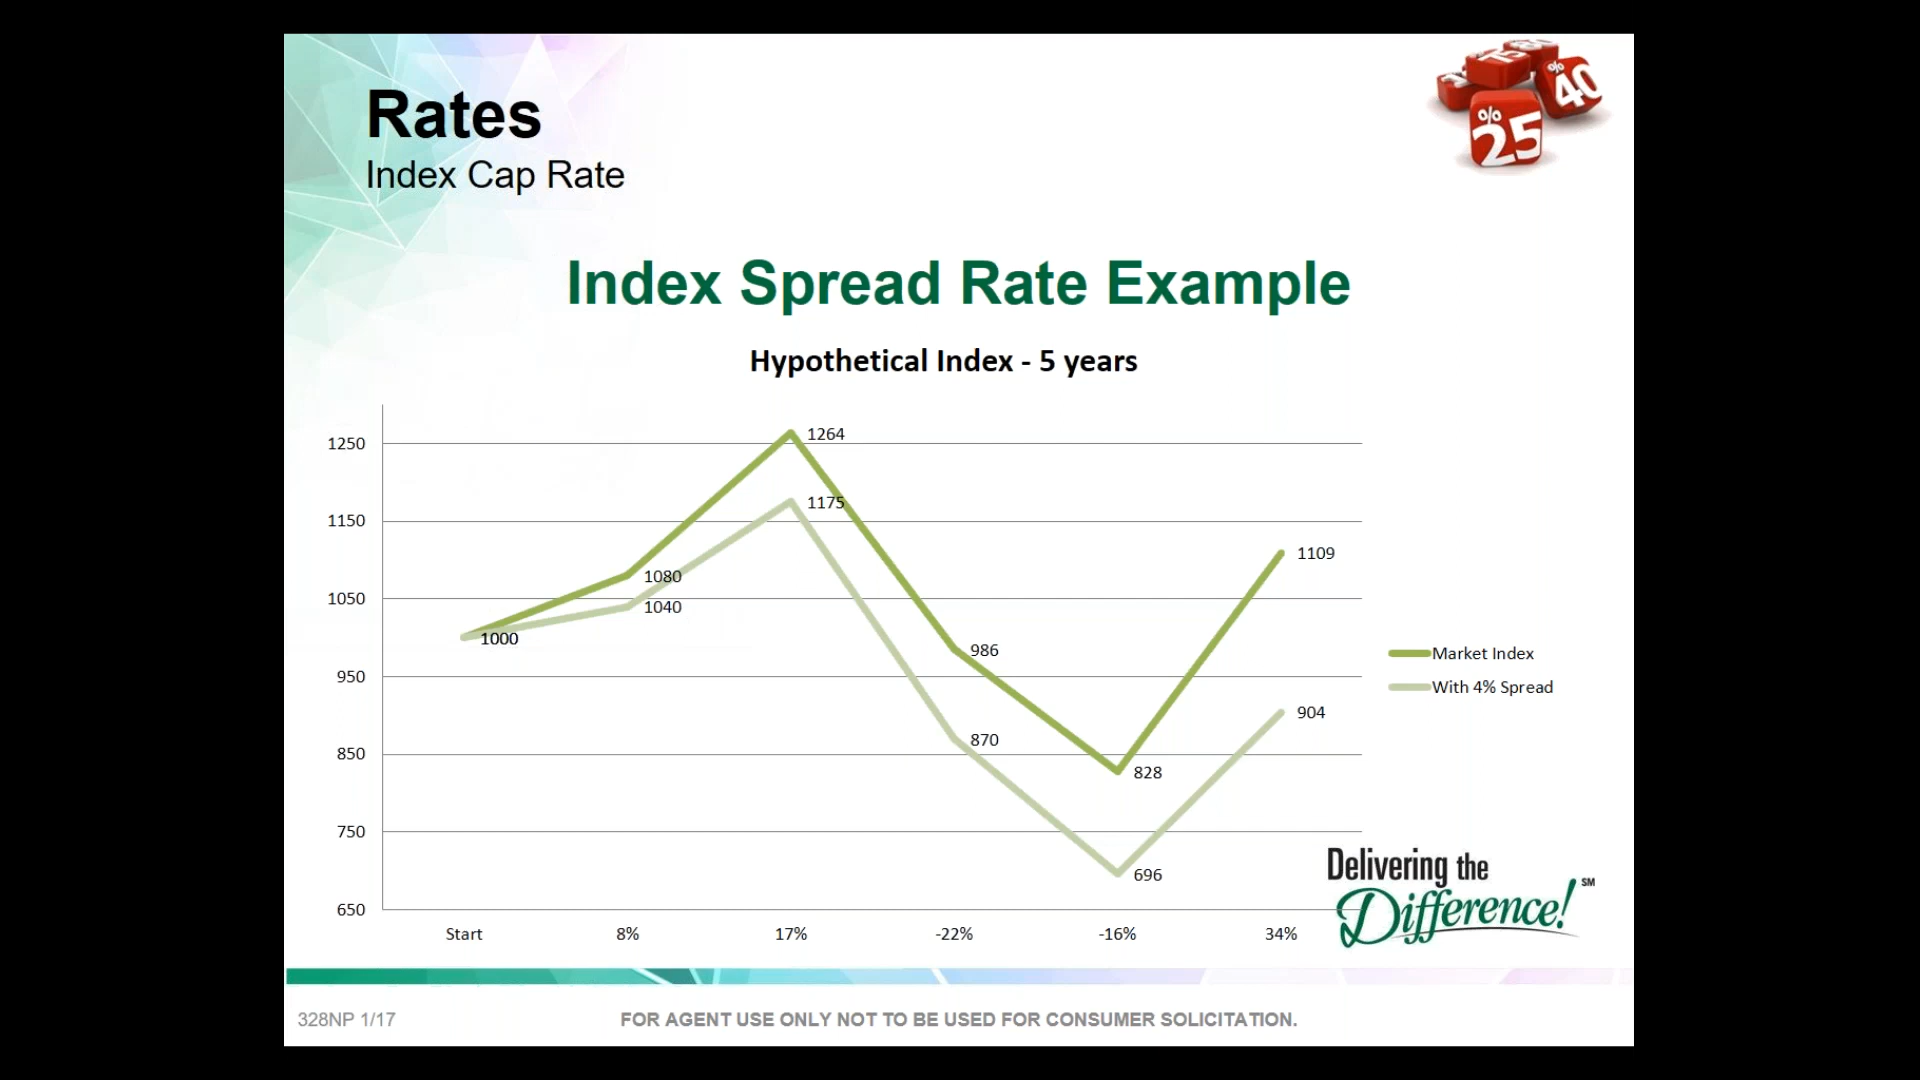 Rates
Index Cap Rate
% 40
% 25
Index Spread Rate Example
Hypothetical Index - 5 years
1250
1150
1050
950
850
750
650
1264
1175
1080
1040
1000
986
870
828
696
1109
904
Start 8% 17% -22% -16% 34%
Market Index
With 4% Spread
Delivering the
Difference! SM
328NP 1/17
FOR AGENT USE ONLY NOT TO BE USED FOR CONSUMER SOLICITATION.